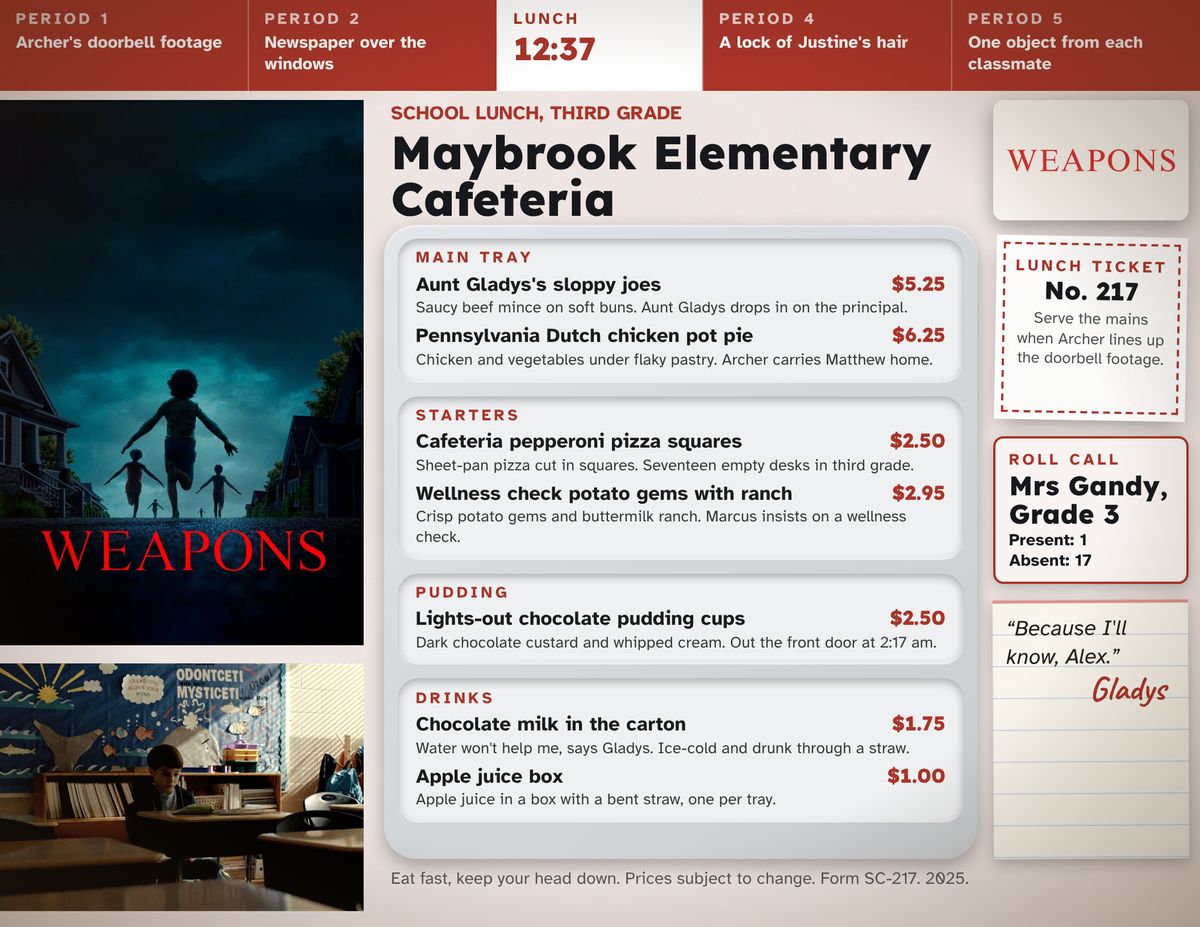 PERIOD 1
Archer's doorbell footage
PERIOD 2
Newspaper over the
windows
LUNCH
12:37
PERIOD 4
A lock of Justine's hair
PERIOD 5
One object from each
classmate
WEAPONS
ODONTCETI
MYSTICETI
SCHOOL LUNCH, THIRD GRADE
Maybrook Elementary
Cafeteria
MAIN TRAY
Aunt Gladys's sloppy joes $5.25
Saucy beef mince on soft buns. Aunt Gladys drops in on the principal.
Pennsylvania Dutch chicken pot pie $6.25
Chicken and vegetables under flaky pastry. Archer carries Matthew home.
STARTERS
Cafeteria pepperoni pizza squares $2.50
Sheet-pan pizza cut in squares. Seventeen empty desks in third grade.
Wellness check potato gems with ranch $2.95
Crisp potato gems and buttermilk ranch. Marcus insists on a wellness
check.
PUDDING
Lights-out chocolate pudding cups $2.50
Dark chocolate custard and whipped cream. Out the front door at 2:17 am.
DRINKS
Chocolate milk in the carton $1.75
Water won't help me, says Gladys. Ice-cold and drunk through a straw.
Apple juice box $1.00
Apple juice in a box with a bent straw, one per tray.
Eat fast, keep your head down. Prices subject to change. Form SC-217. 2025.
WEAPONS
LUNCH TICKET
No. 217
Serve the mains
when Archer lines up
the doorbell footage.
ROLL CALL
Mrs Gandy,
Grade 3
Present: 1
Absent: 17
“Because I'll
know, Alex.”
Gladys